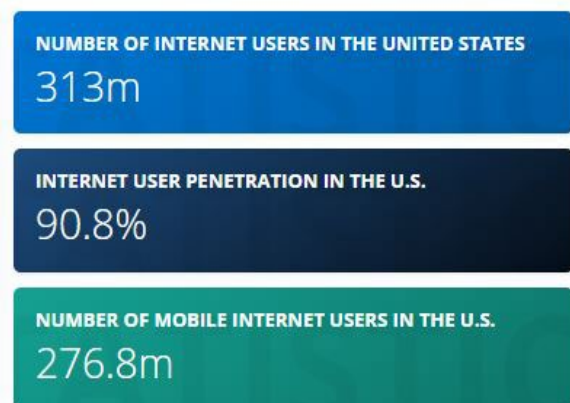 NUMBER OF INTERNET USERS IN THE UNITED STATES
313m
INTERNET USER PENETRATION IN THE U.S.
90.8%
NUMBER OF MOBILE INTERNET USERS IN THE U.S.
276.8m